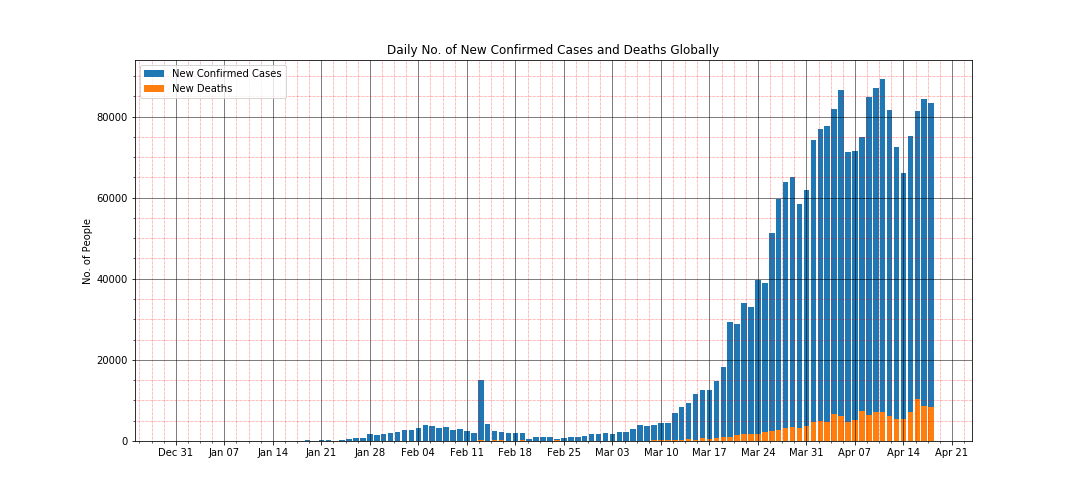 Daily No. of New Confirmed Cases and Deaths Globally
New Confirmed Cases
New Deaths
80000
60000
40000
20000
0
No. of People
Dec 31 Jan 07 Jan 14 Jan 21 Jan 28 Feb 04 Feb 11 Feb 18 Feb 25 Mar 03 Mar 10 Mar 17 Mar 24 Mar 31 Apr 07 Apr 14 Apr 21